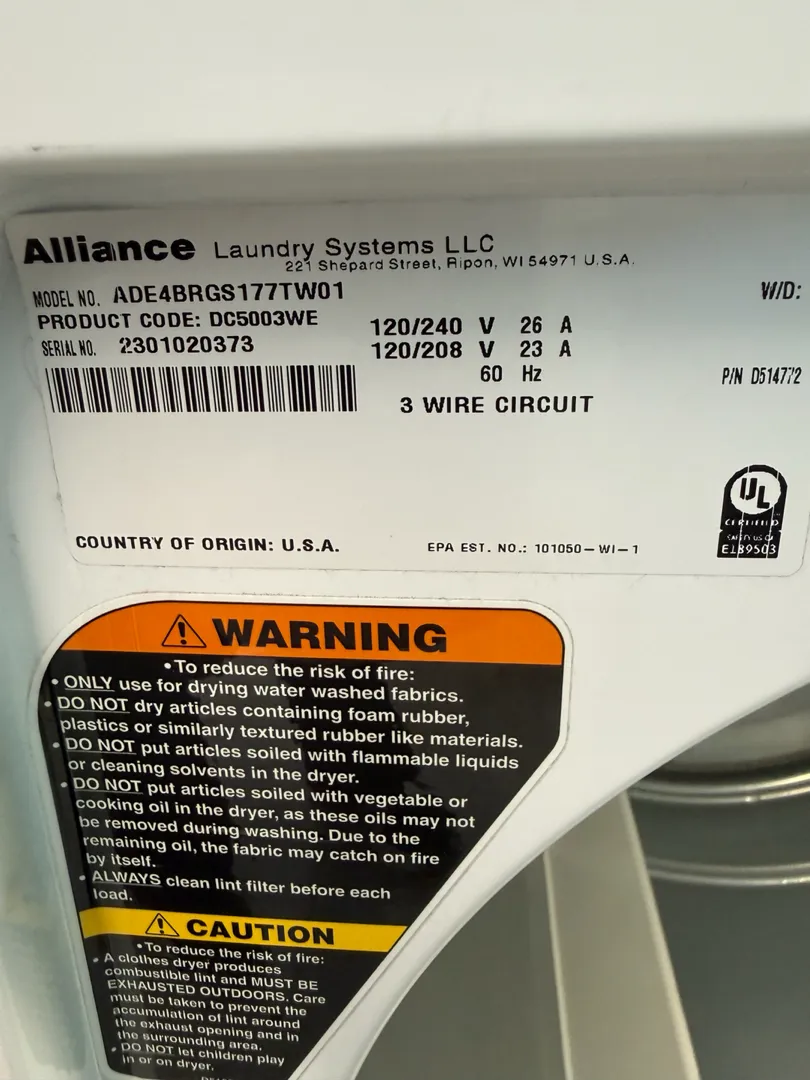 Alliance Laundry Systems LLC
221 Shepard Street, Ripon, WI 54971 U.S.A.
MODEL NO. ADE4BRGS177TW01
W/D:
PRODUCT CODE: DC5003WE
120/240 V 26 A
SERIAL NO. 2301020373
120/208 V 23 A
60 Hz
P/N D514772
3 WIRE CIRCUIT
UL
CERTIFIED
SAFETY US CA
E189503
COUNTRY OF ORIGIN: U.S.A.
EPA EST. NO.: 101050-WI-1
WARNING
•To reduce the risk of fire:
• ONLY use for drying water washed fabrics.
• DO NOT dry articles containing foam rubber,
plastics or similarly textured rubber like materials.
• DO NOT put articles soiled with flammable liquids
or cleaning solvents in the dryer.
• DO NOT put articles soiled with vegetable or
cooking oil in the dryer, as these oils may not
be removed during washing. Due to the
remaining oil, the fabric may catch on fire
by itself.
• ALWAYS clean lint filter before each
load.
CAUTION
•To reduce the risk of fire:
• A clothes dryer produces
combustible lint and MUST BE
EXHAUSTED OUTDOORS. Care
must be taken to prevent the
accumulation of lint around
the exhaust opening and in
the surrounding area.
• DO NOT let children play
in or on dryer.